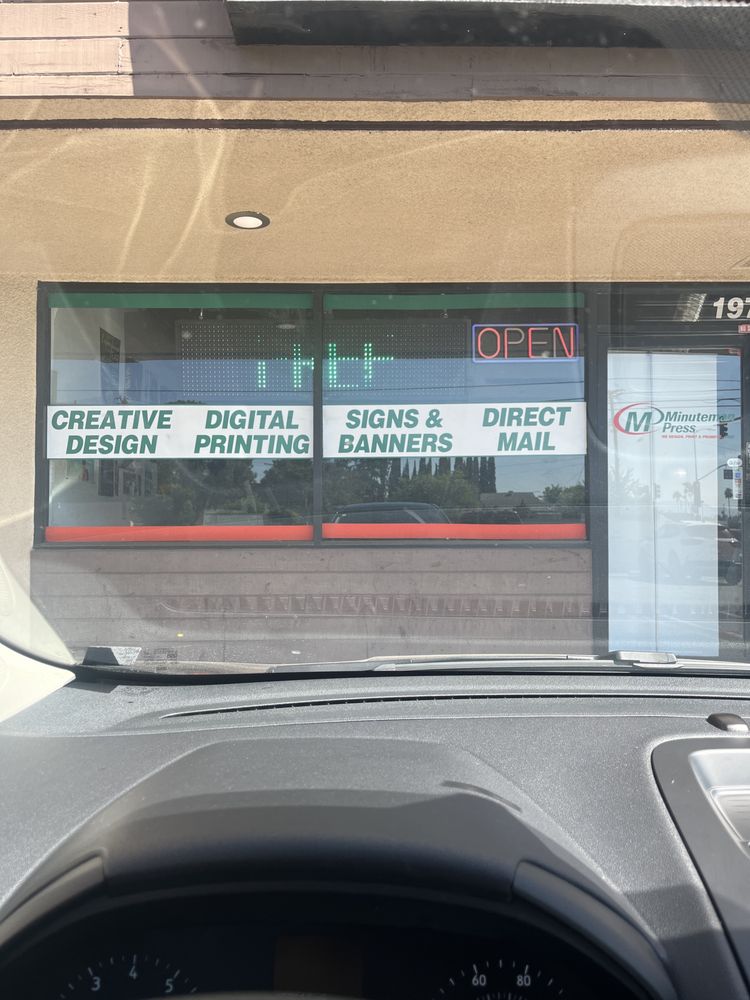 OPEN
197
CREATIVE DESIGN
DIGITAL PRINTING
SIGNS & BANNERS
DIRECT MAIL
Minuteman
Press
3 4 5
60 80